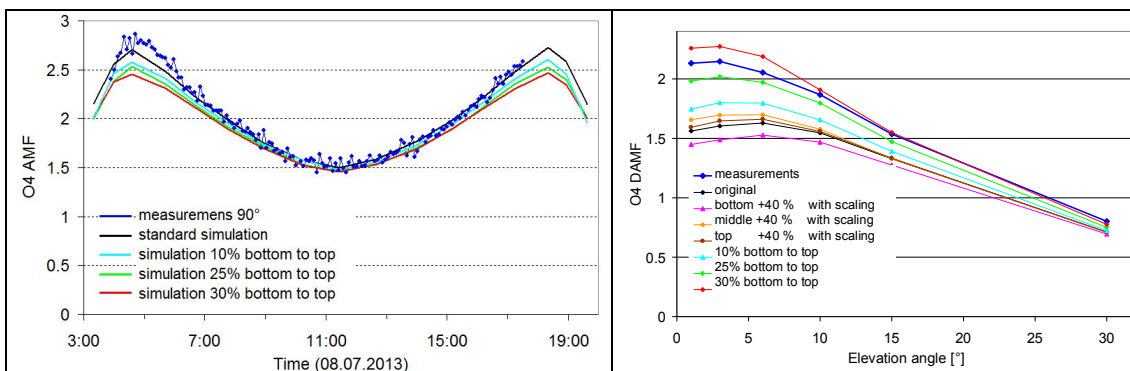 3
2.5
2
1.5
1
0.5
0
O4 AMF
measuremens 90°
standard simulation
simulation 10% bottom to top
simulation 25% bottom to top
simulation 30% bottom to top
3:00 7:00 11:00 15:00 19:00
Time (08.07.2013)
2
1.5
1
0.5
0
O4 DAMF
measurements
original
bottom +40 % with scaling
middle +40 % with scaling
top +40 % with scaling
10% bottom to top
25% bottom to top
30% bottom to top
0 5 10 15 20 25 30
Elevation angle [°]